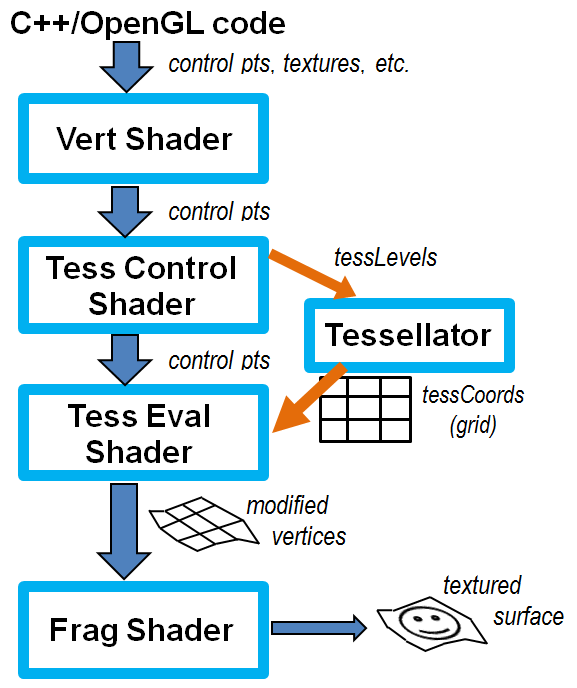 C++/OpenGL code
control pts, textures, etc.
Vert Shader
control pts
Tess Control
Shader
tessLevels
Tessellator
control pts
tessCoords
(grid)
Tess Eval
Shader
modified
vertices
Frag Shader
textured
surface